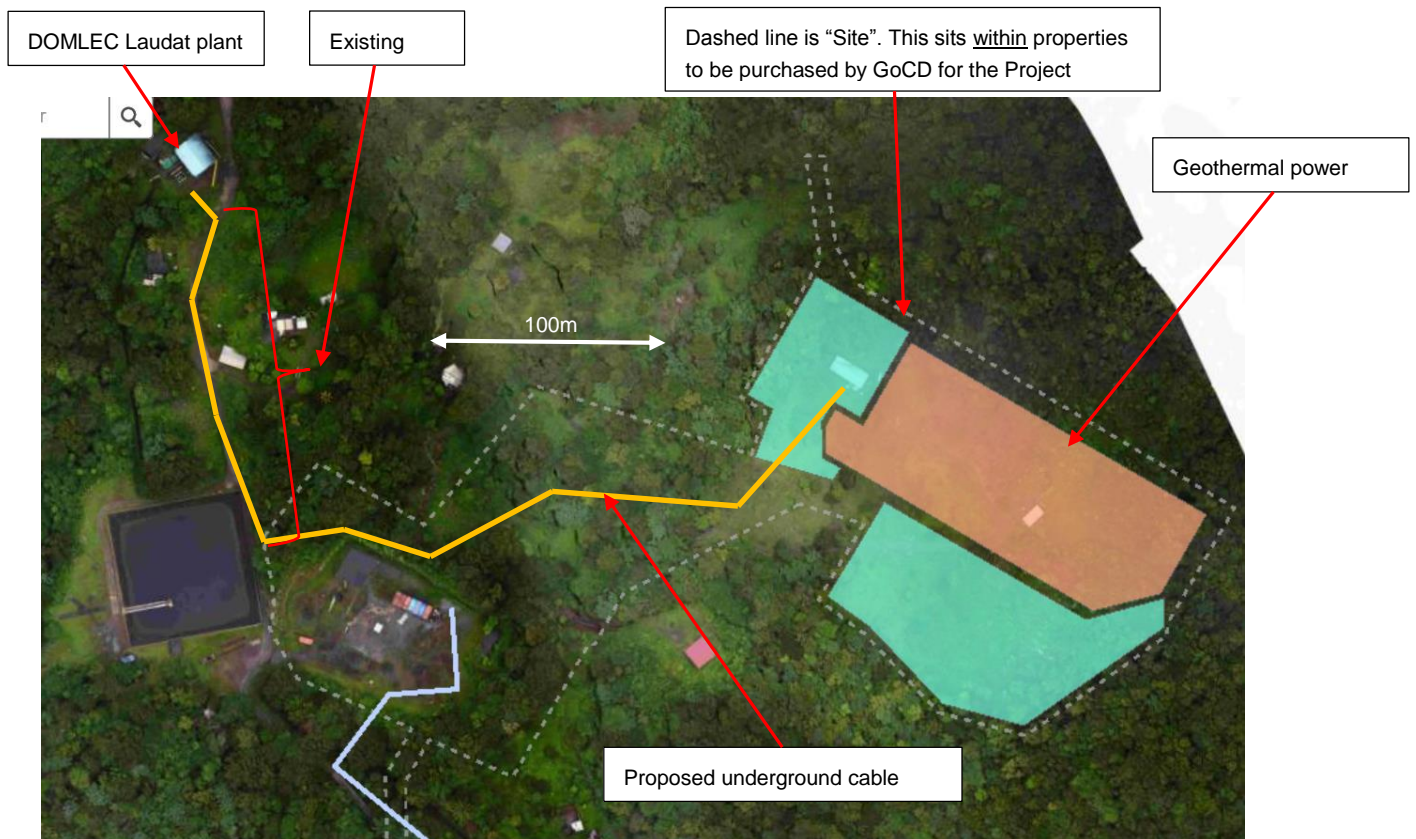 DOMLEC Laudat plant
Existing
Dashed line is “Site”. This sits within properties
to be purchased by GoCD for the Project
r
Geothermal power
100m
Proposed underground cable